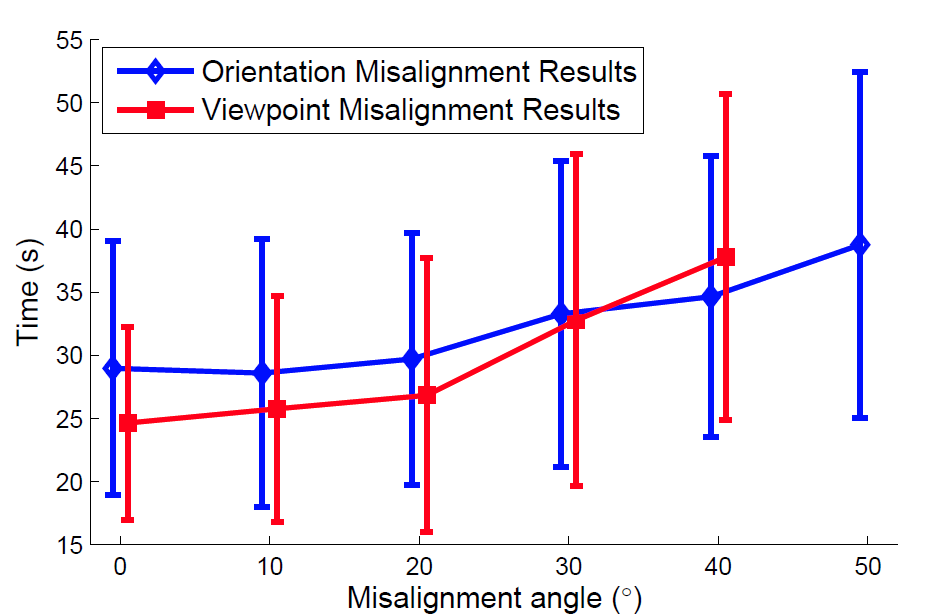 55
50
45
40
35
30
25
20
15
Time (s)
Orientation Misalignment Results
Viewpoint Misalignment Results
0 10 20 30 40 50
Misalignment angle (°)